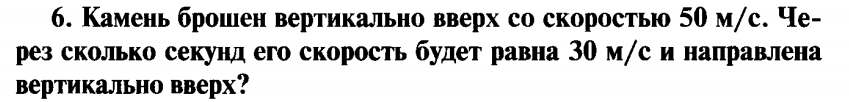 6. Камень брошен вертикально вверх со скоростью 50 м/с. Че-
рез сколько секунд его скорость будет равна 30 м/с и направлена
вертикально вверх?